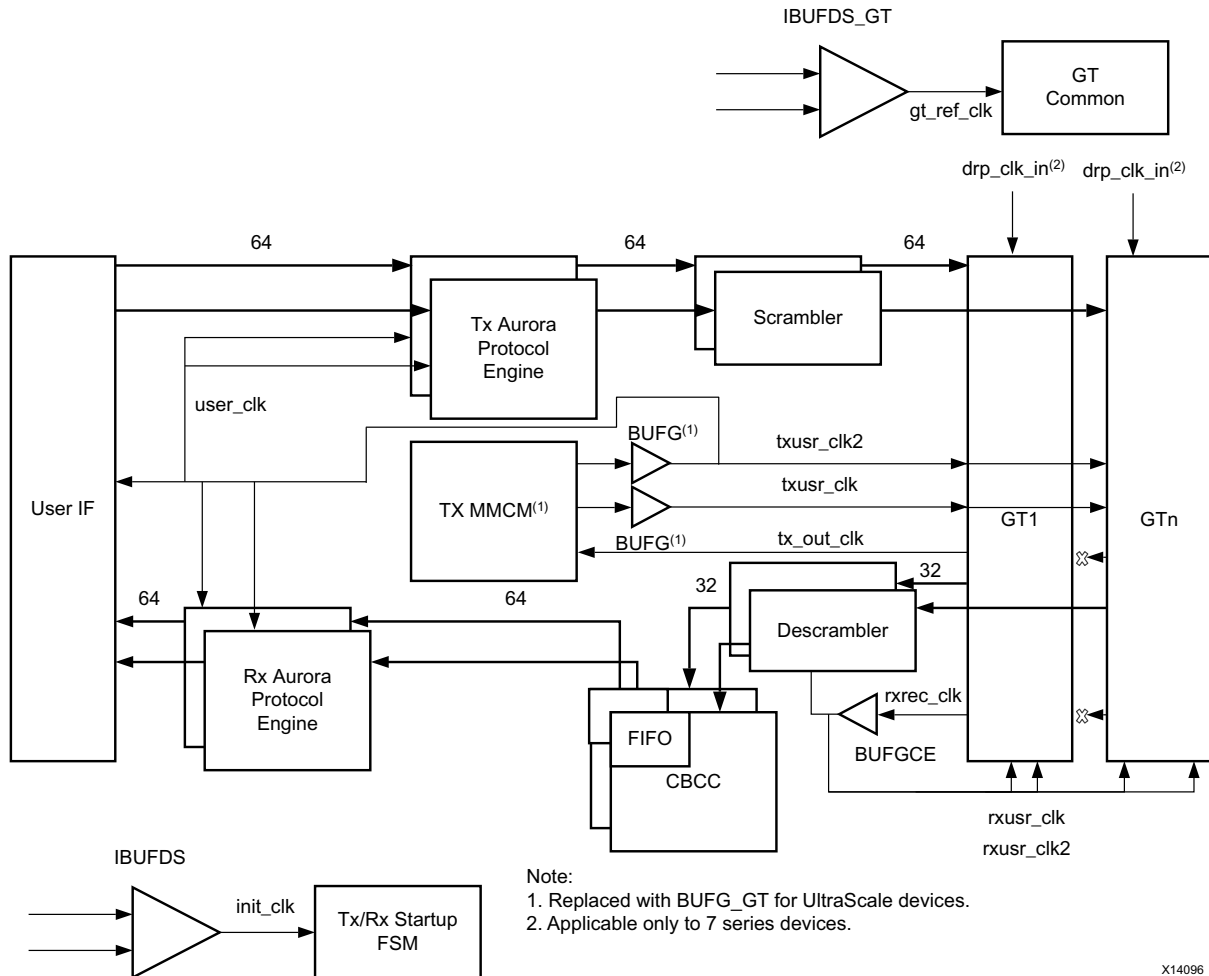 IBUFDS_GT
GT
Common
gt_ref_clk
drp_clk_in(2) drp_clk_in(2)
64 64 64
Tx Aurora
Protocol
Engine
Scrambler
user_clk
BUFG(1)
txusr_clk2
User IF
TX MMCM(1)
txusr_clk
GT1
GTn
BUFG(1)
tx_out_clk
32 32
64 64
Descrambler
Rx Aurora
Protocol
Engine
rxrec_clk
FIFO
BUFGCE
CBCC
rxusr_clk
rxusr_clk2
IBUFDS
init_clk
Tx/Rx Startup
FSM
Note:
1. Replaced with BUFG_GT for UltraScale devices.
2. Applicable only to 7 series devices.
X14096